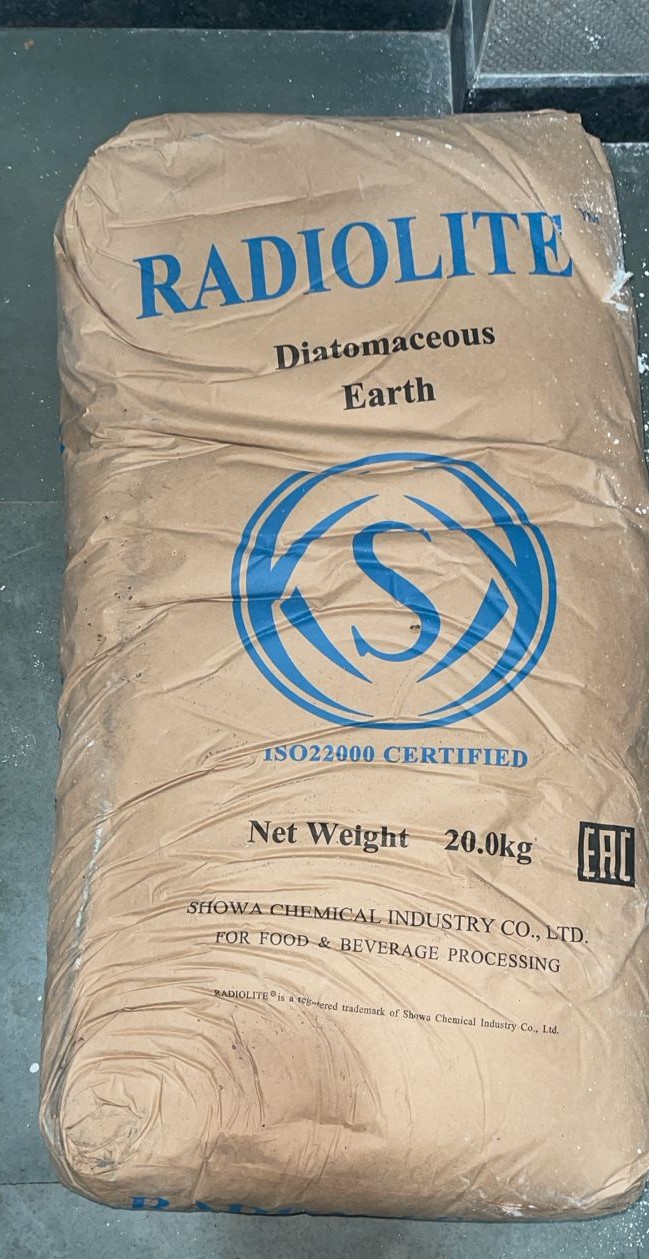 RADIOLITE™
Diatomaceous
Earth
S
ISO22000 CERTIFIED
Net Weight 20.0kg
EAC
SHOWA CHEMICAL INDUSTRY CO., LTD.
FOR FOOD & BEVERAGE PROCESSING
RADIOLITE® is a registered trademark of Showa Chemical Industry Co., Ltd.